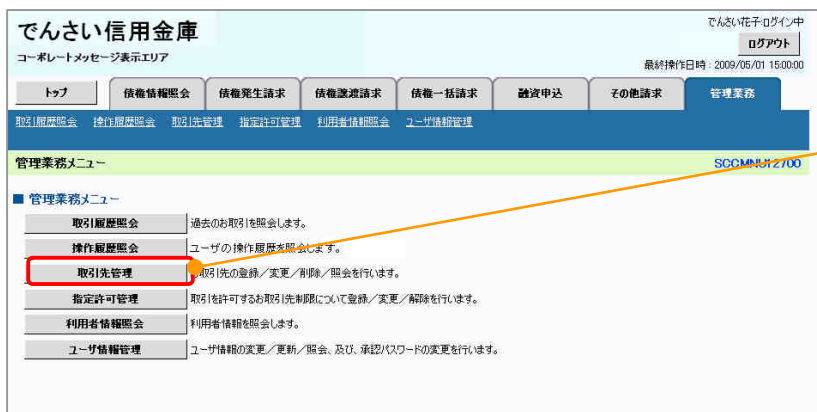 でんさい信用金庫
でんさい花子:ログイン中
ログアウト
コーポレートメッセージ表示エリア
最終操作日時：2009/05/01 15:00:00
トップ 債権情報照会 債権発生請求 債権譲渡請求 債権一括請求 融資申込 その他請求 管理業務
取引履歴照会 操作履歴照会 取引先管理 指定許可管理 利用者情報照会 ユーザ情報管理
管理業務メニュー
■ 管理業務メニュー
取引履歴照会 過去のお取引を照会します。
操作履歴照会 ユーザの操作履歴を照会します。
取引先管理 お取引先の登録／変更／削除／照会を行います。
指定許可管理 取引を許可するお取引先制限について登録／変更／解除を行います。
利用者情報照会 利用者情報を照会します。
ユーザ情報管理 ユーザ情報の変更／更新／照会、及び、承認パスワードの変更を行います。